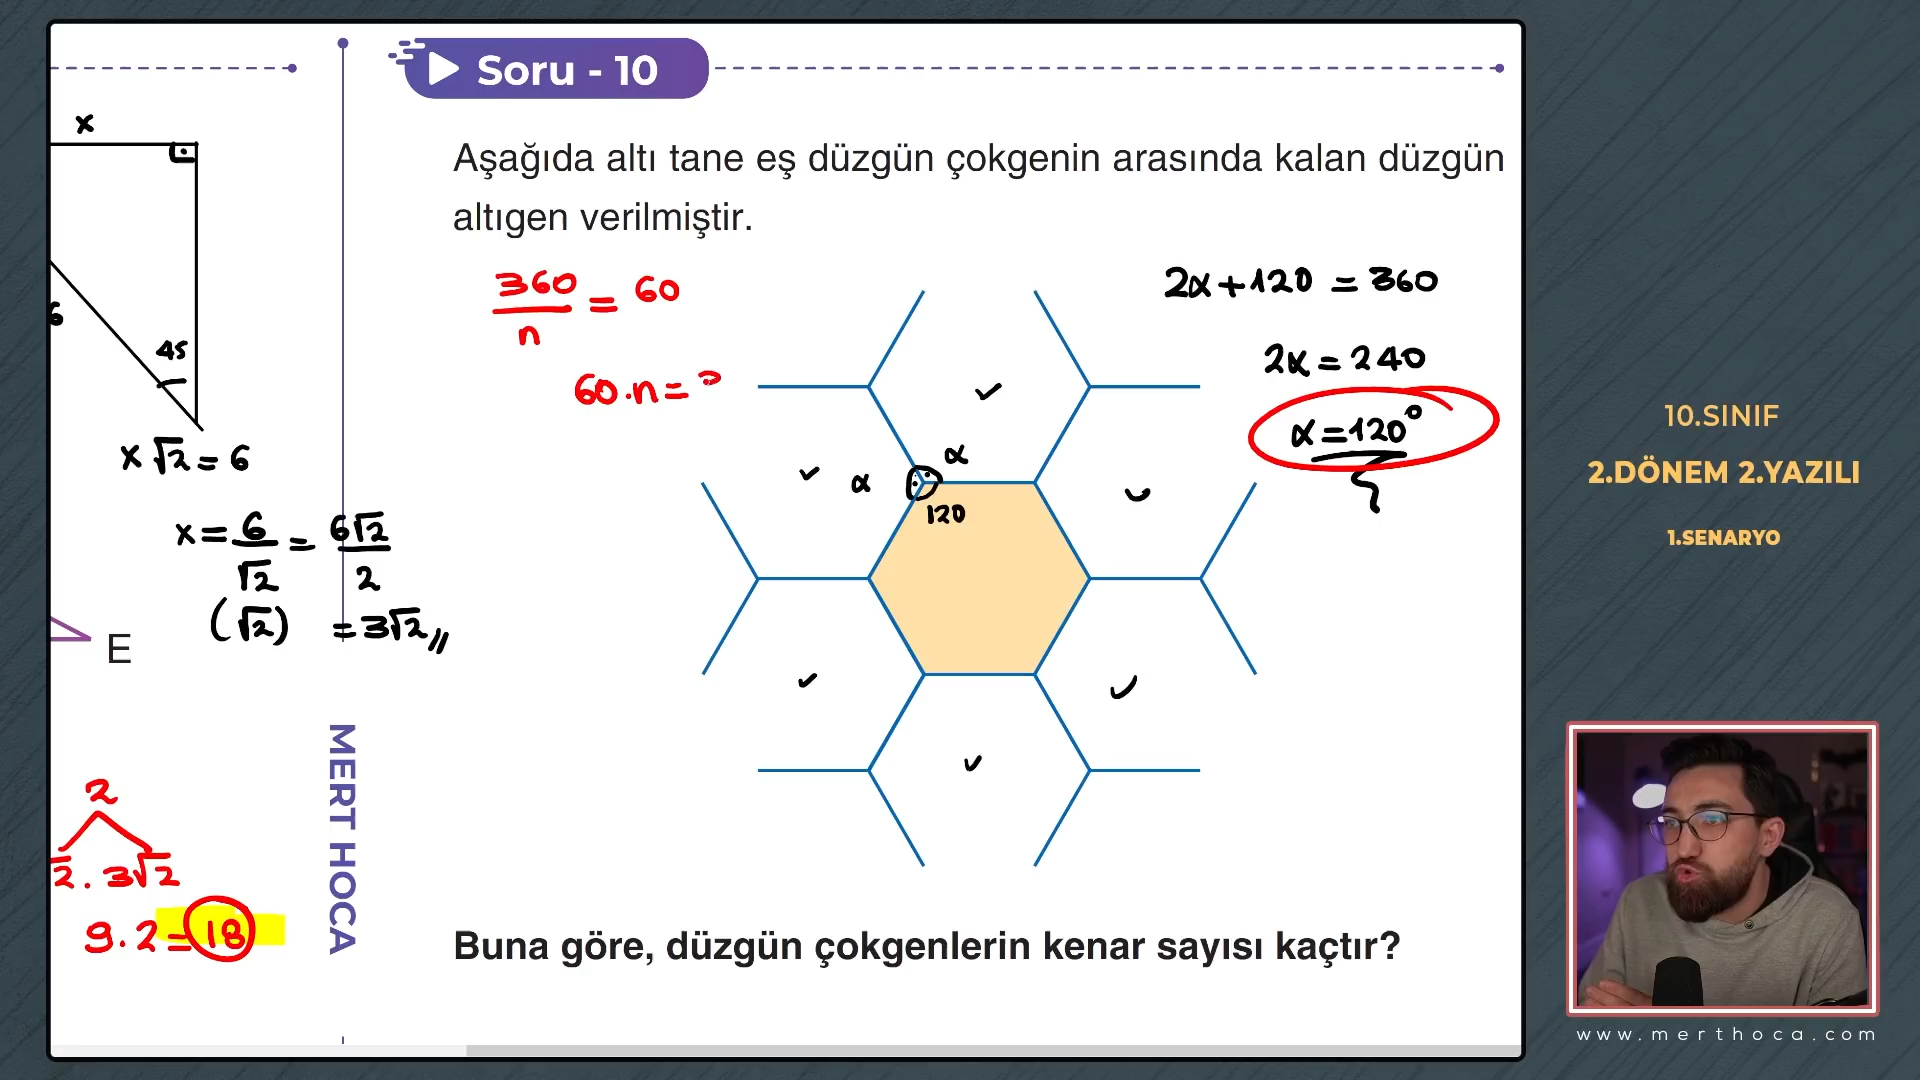 Soru - 10
Aşağıda altı tane eş düzgün çokgenin arasında kalan düzgün
altıgen verilmiştir.
360/n = 60
60.n = ?
2α+120 = 360
2α = 240
α = 120°
α
α
120
Buna göre, düzgün çokgenlerin kenar sayısı kaçtır?
x
6
45
x√2 = 6
x = 6/√2 = 6√2/2
(√2) = 3√2 //
E
2
. 3√2
9.2 = 18
MERT HOCA
10.SINIF
2.DÖNEM 2.YAZILI
1.SENARYO
www.merthoca.com